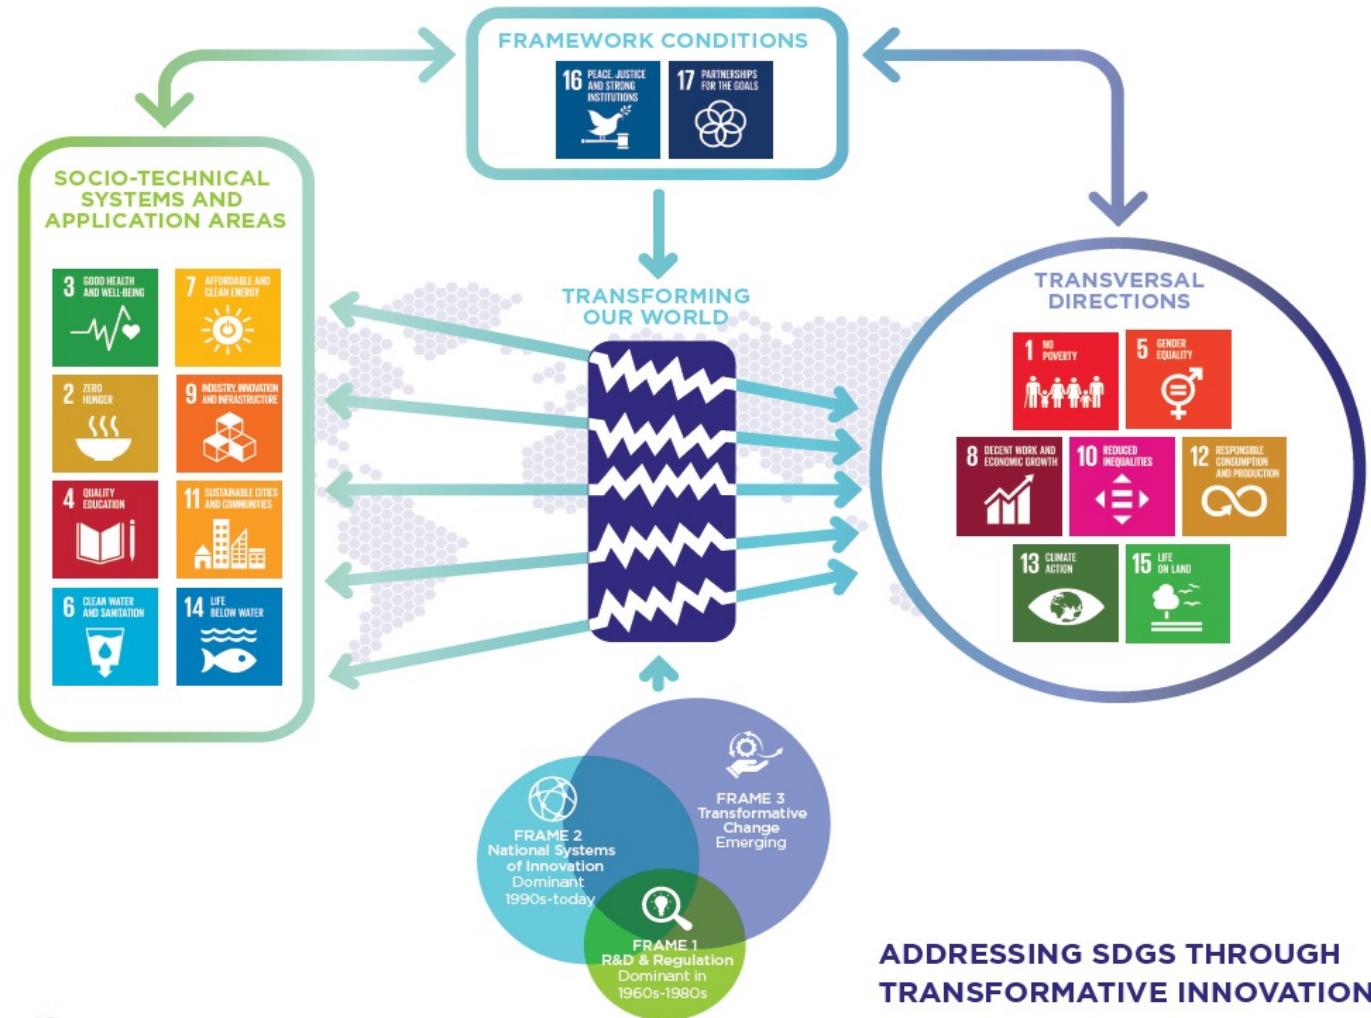 FRAMEWORK CONDITIONS
16 PEACE, JUSTICE
AND STRONG
INSTITUTIONS
17 PARTNERSHIPS
FOR THE GOALS
SOCIO-TECHNICAL
SYSTEMS AND
APPLICATION AREAS
3 GOOD HEALTH
AND WELL-BEING
7 AFFORDABLE AND
CLEAN ENERGY
2 ZERO
HUNGER
9 INDUSTRY, INNOVATION
AND INFRASTRUCTURE
4 QUALITY
EDUCATION
11 SUSTAINABLE CITIES
AND COMMUNITIES
6 CLEAN WATER
AND SANITATION
14 LIFE
BELOW WATER
TRANSFORMING
OUR WORLD
TRANSVERSAL
DIRECTIONS
1 NO
POVERTY
5 GENDER
EQUALITY
8 DECENT WORK AND
ECONOMIC GROWTH
10 REDUCED
INEQUALITIES
12 RESPONSIBLE
CONSUMPTION
AND PRODUCTION
13 CLIMATE
ACTION
15 LIFE
ON LAND
FRAME 3
Transformative
Change
Emerging
FRAME 2
National Systems
of Innovation
Dominant
1990s-today
FRAME 1
R&D & Regulation
Dominant in
1960s-1980s
ADDRESSING SDGS THROUGH
TRANSFORMATIVE INNOVATION